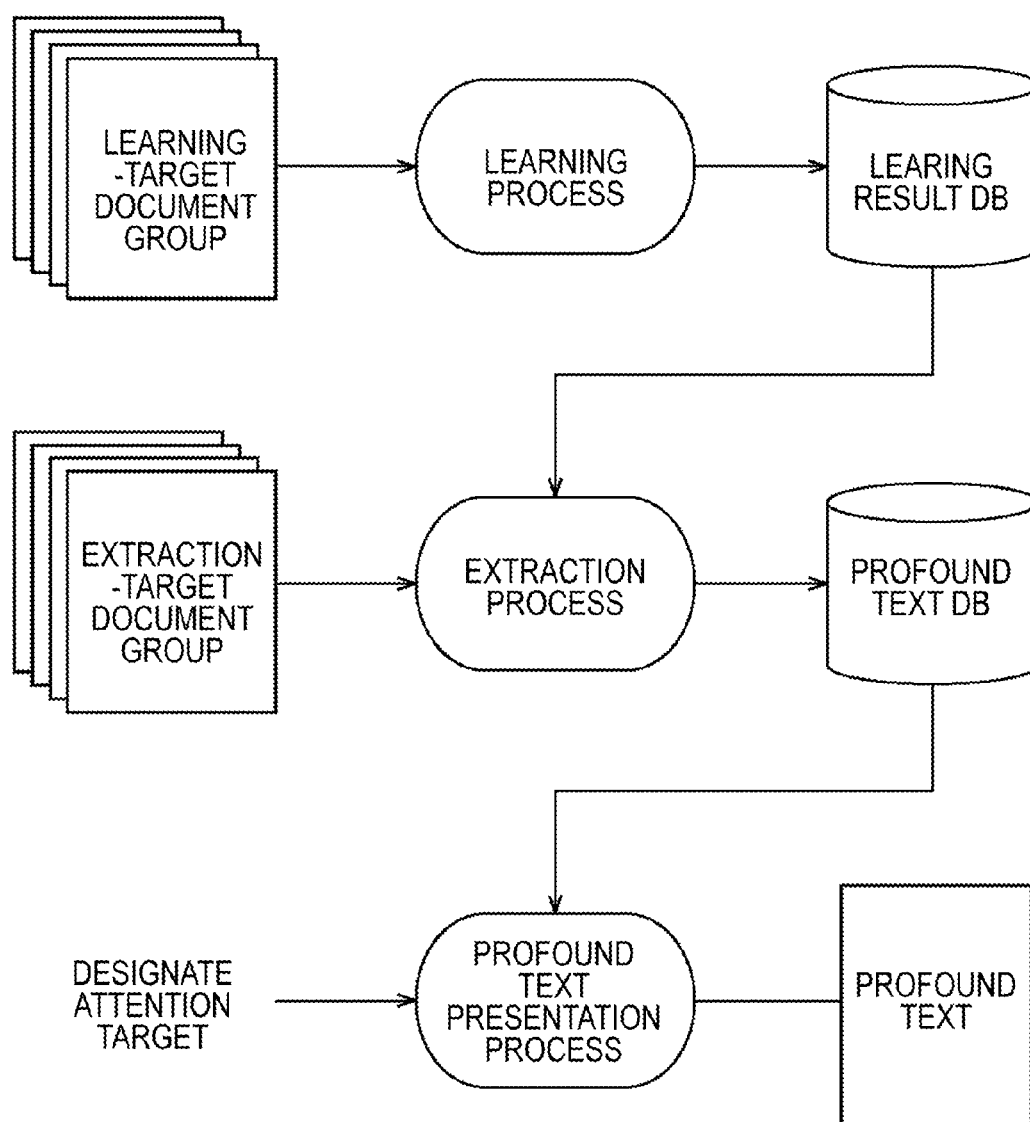 LEARNING
-TARGET
DOCUMENT
GROUP
LEARNING
PROCESS
LEARING
RESULT DB
EXTRACTION
-TARGET
DOCUMENT
GROUP
EXTRACTION
PROCESS
PROFOUND
TEXT DB
DESIGNATE
ATTENTION
TARGET
PROFOUND
TEXT
PRESENTATION
PROCESS
PROFOUND
TEXT